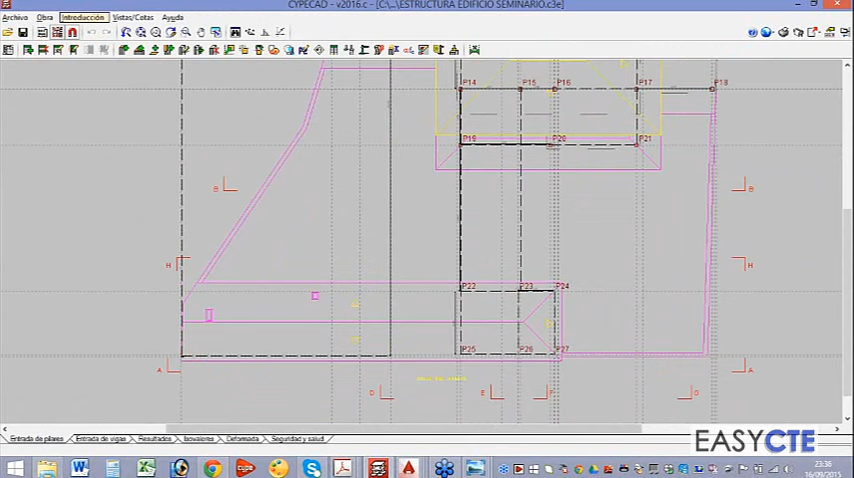 CYPECAD - v2016.c - [C:\...\ESTRUCTURA EDIFICIO SEMINARIO.c3e]
Archivo Obra Introducción Vistas/Cotas Ayuda
P14 P15 P16 P17 P18
P19 P20 P21
B B
H H
P22 P23 P24
P25 P26 P27
A A
D E F G
Entrada de pilares Entrada de vigas Resultados Isovalores Deformada Seguridad y salud
EASYCTE
23:36
16/09/2015